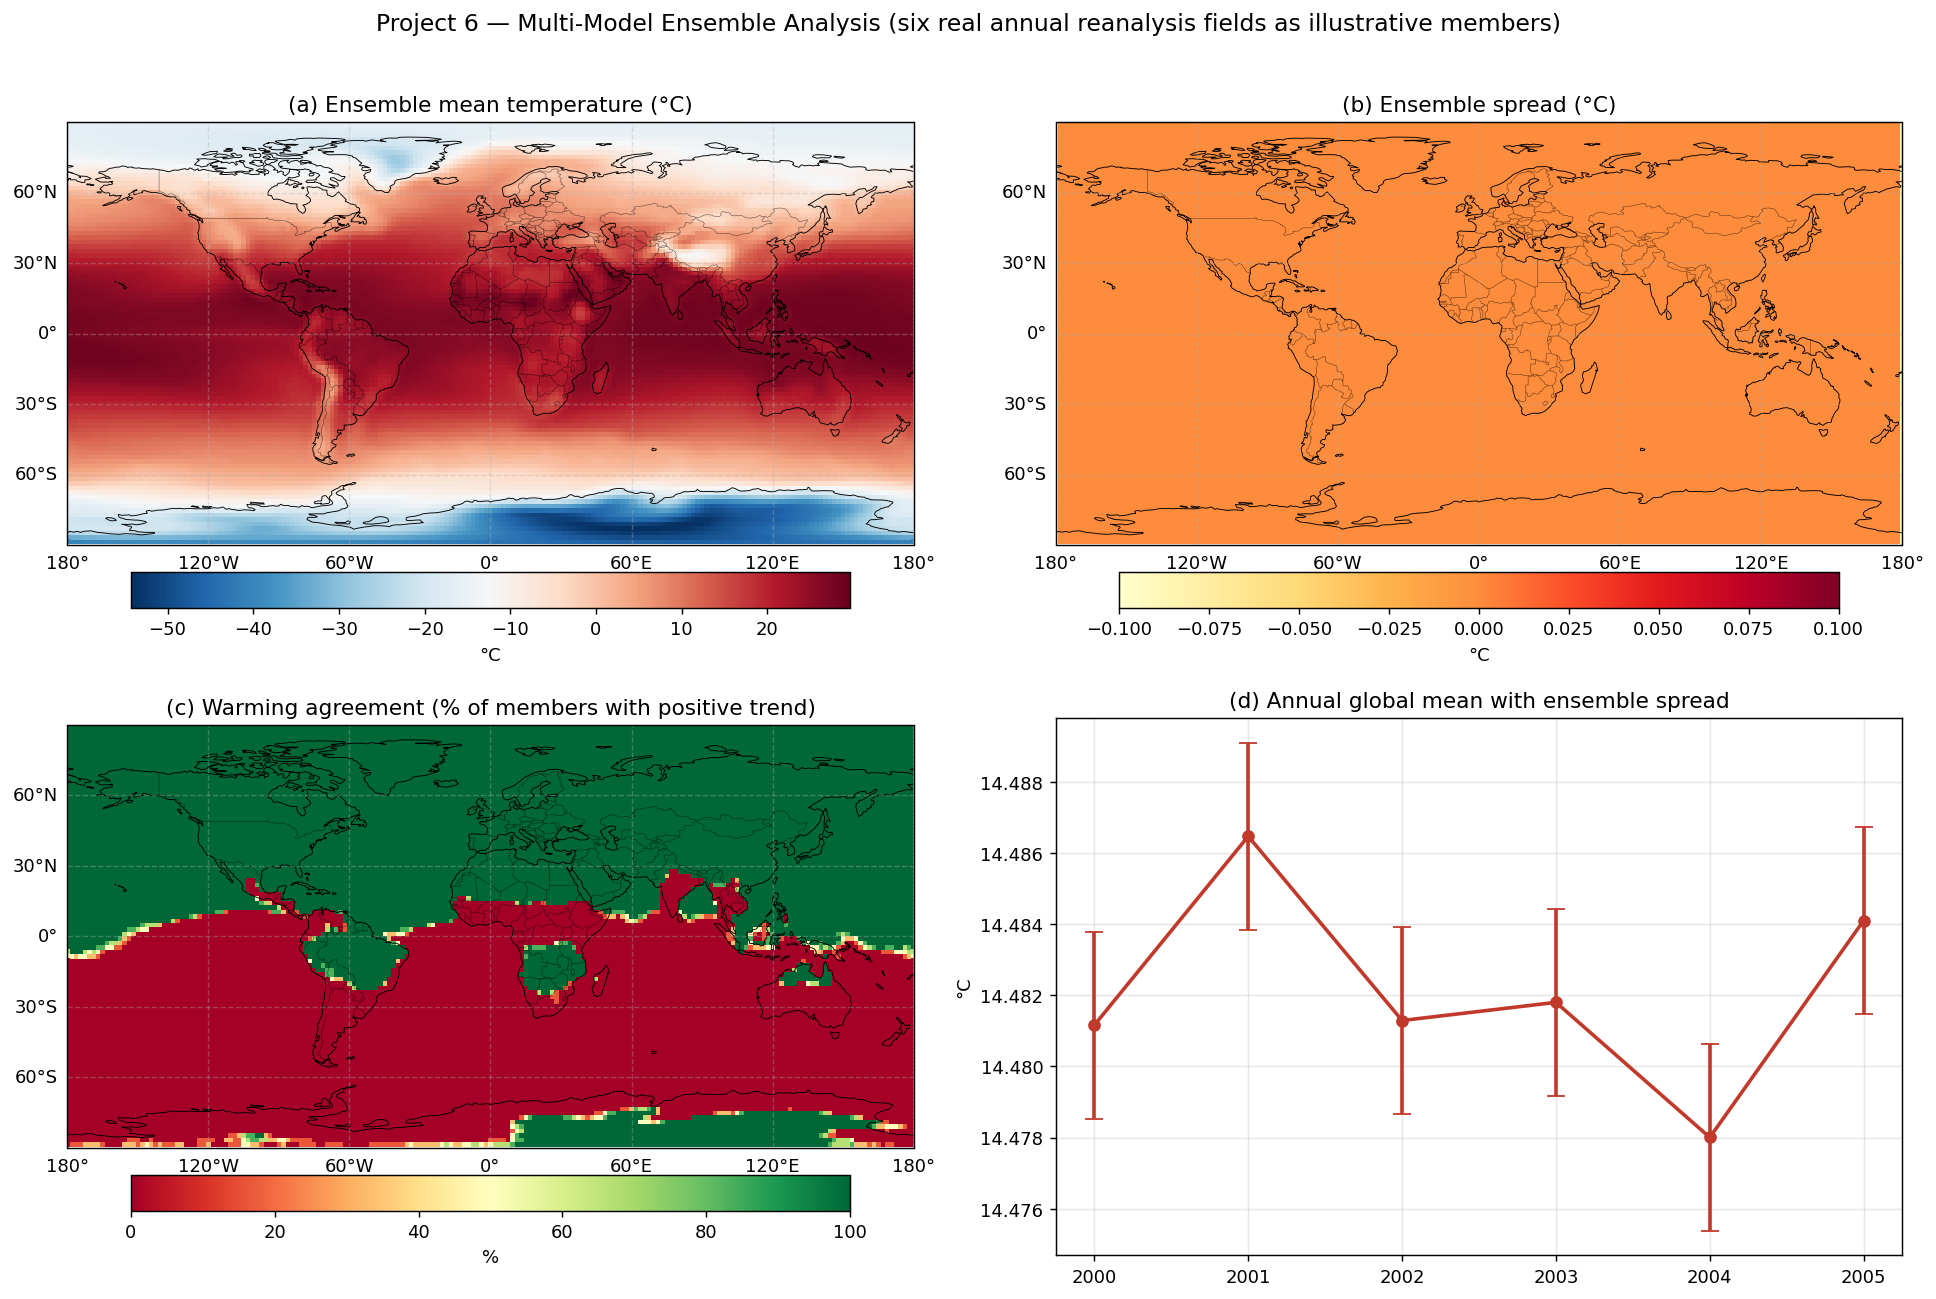 Project 6 — Multi-Model Ensemble Analysis (six real annual reanalysis fields as illustrative members)
(a) Ensemble mean temperature (°C)
60°N
30°N
0°
30°S
60°S
180° 120°W 60°W 0° 60°E 120°E 180°
−50 −40 −30 −20 −10 0 10 20
°C
(b) Ensemble spread (°C)
60°N
30°N
0°
30°S
60°S
180° 120°W 60°W 0° 60°E 120°E 180°
−0.100 −0.075 −0.050 −0.025 0.000 0.025 0.050 0.075 0.100
°C
(c) Warming agreement (% of members with positive trend)
60°N
30°N
0°
30°S
60°S
180° 120°W 60°W 0° 60°E 120°E 180°
0 20 40 60 80 100
%
(d) Annual global mean with ensemble spread
°C
14.488
14.486
14.484
14.482
14.480
14.478
14.476
2000 2001 2002 2003 2004 2005